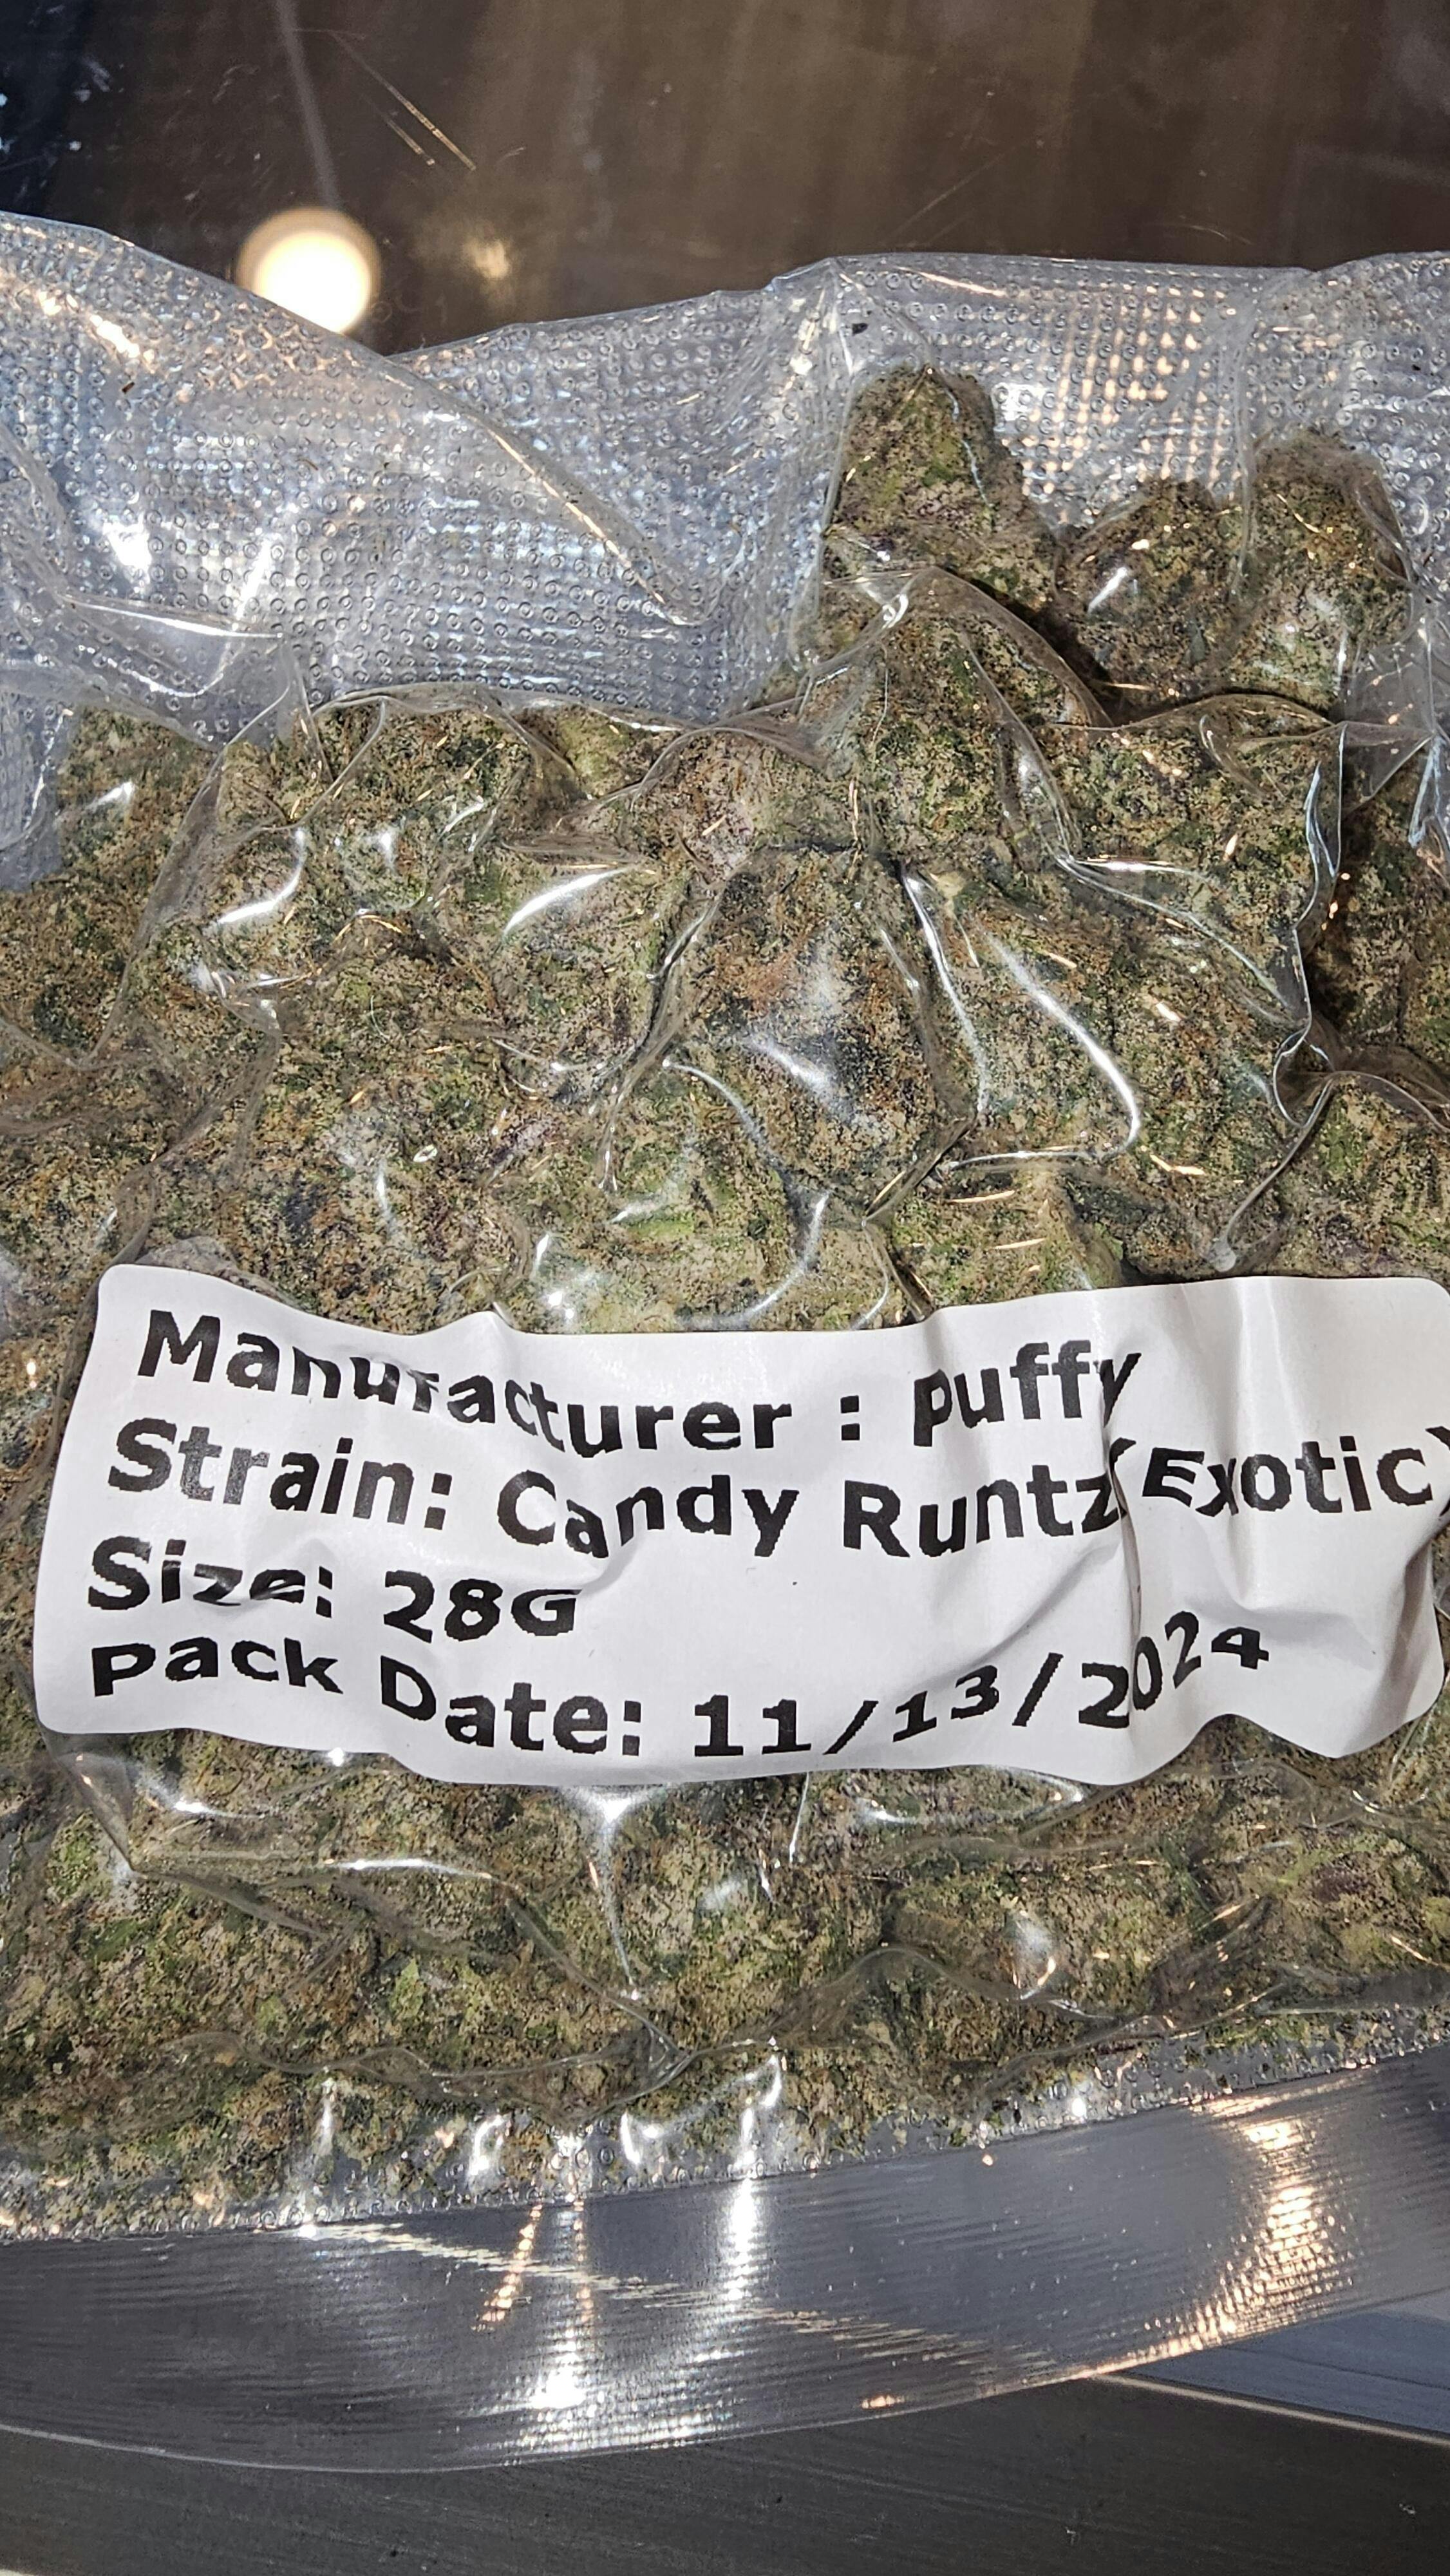 Manufacturer : puffy
Strain: Candy Runtz(Exotic)
Size: 28G
Pack Date: 11/13/2024